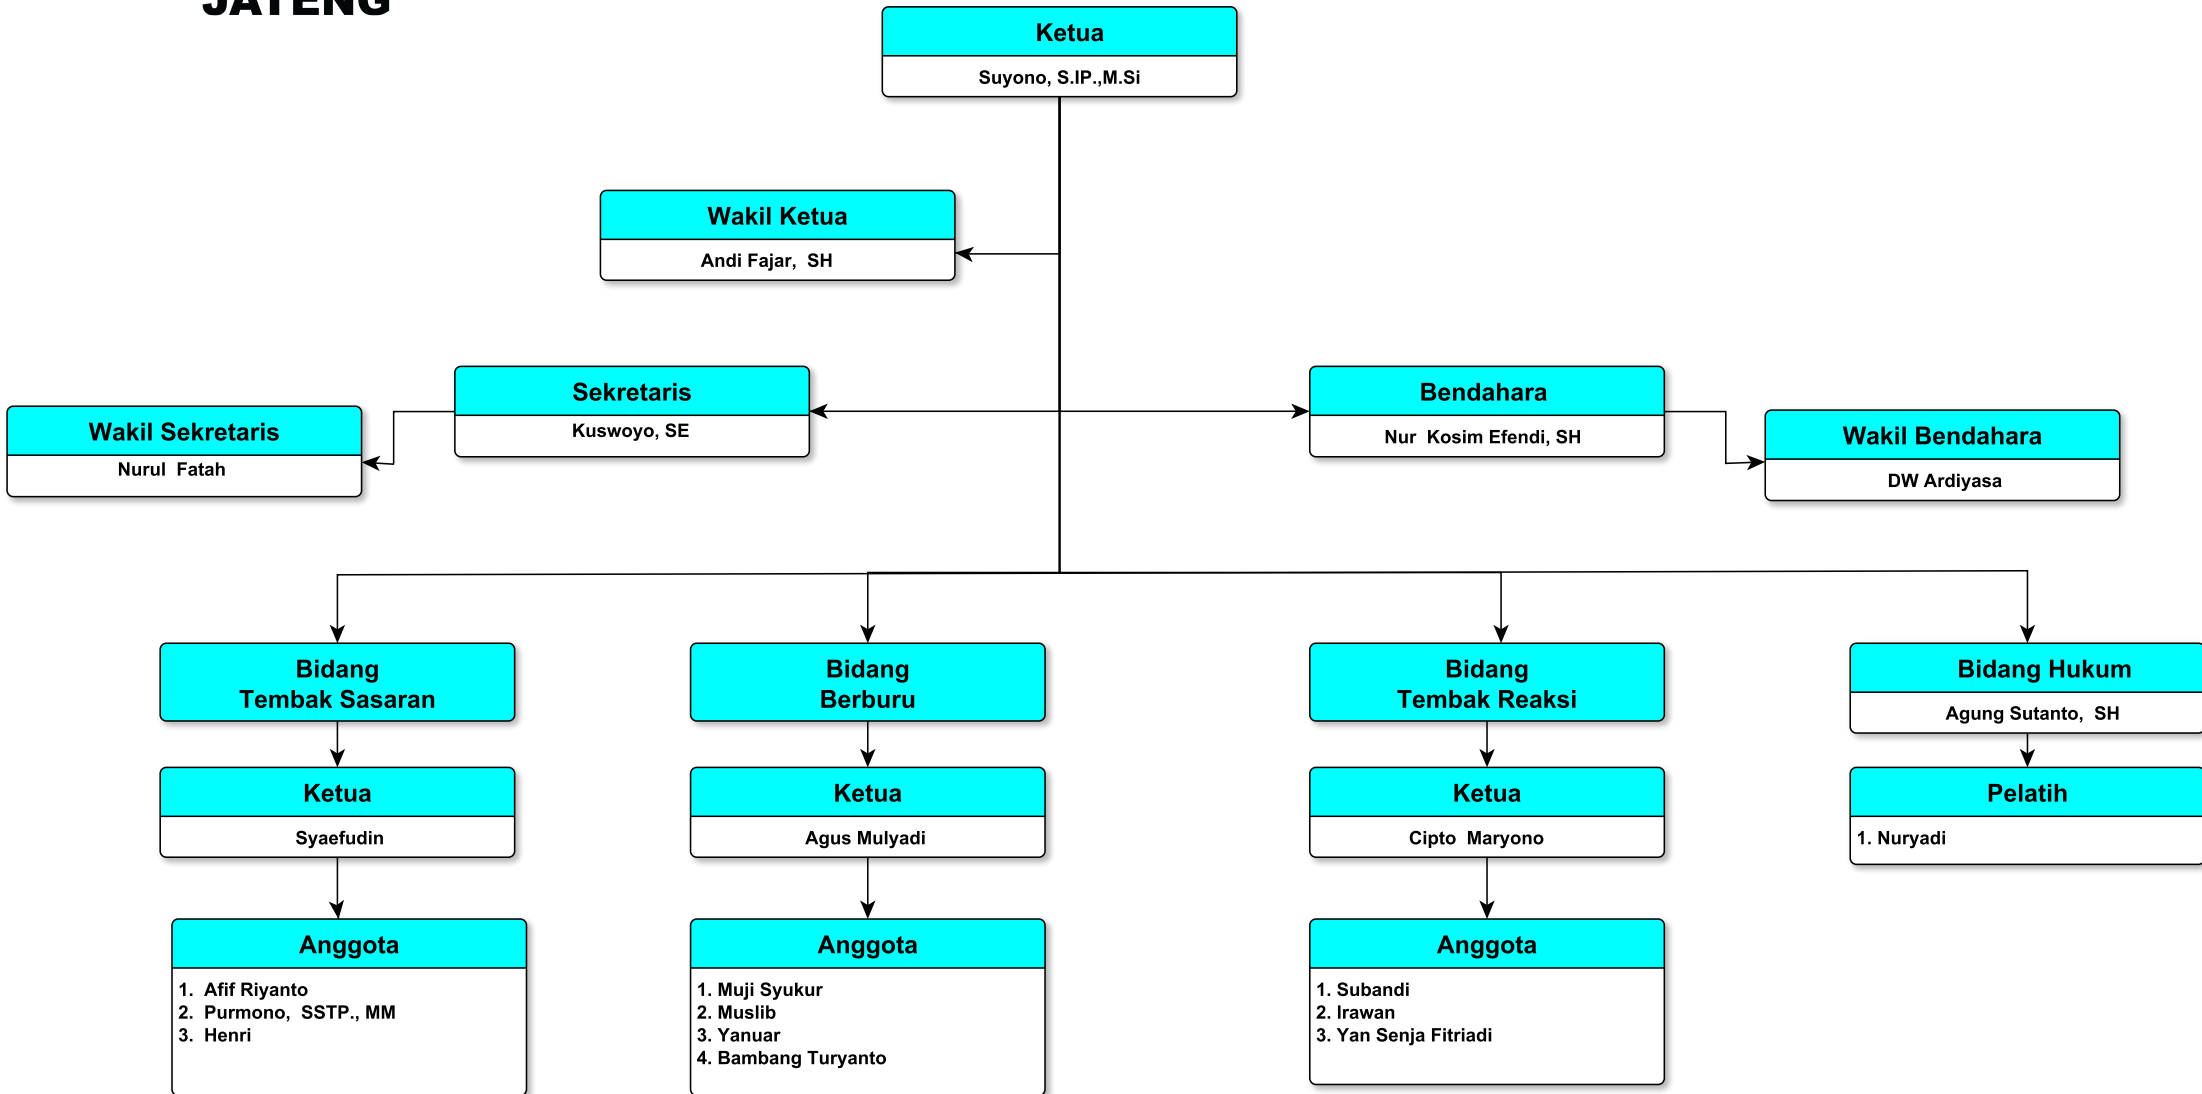 JATENG
Ketua
Suyono, S.IP.,M.Si
Wakil Ketua
Andi Fajar,  SH
Sekretaris
Kuswoyo, SE
Bendahara
Nur  Kosim Efendi, SH
Wakil Sekretaris
Nurul  Fatah
Wakil Bendahara
DW Ardiyasa
Bidang
Tembak Sasaran
Bidang
Berburu
Bidang
Tembak Reaksi
Bidang Hukum
Agung Sutanto,  SH
Ketua
Syaefudin
Ketua
Agus Mulyadi
Ketua
Cipto  Maryono
Pelatih
1. Nuryadi
Anggota
1.  Afif Riyanto
2.  Purmono,  SSTP., MM
3.  Henri
Anggota
1. Muji Syukur
2. Muslib
3. Yanuar
4. Bambang Turyanto
Anggota
1. Subandi
2. Irawan
3. Yan Senja Fitriadi